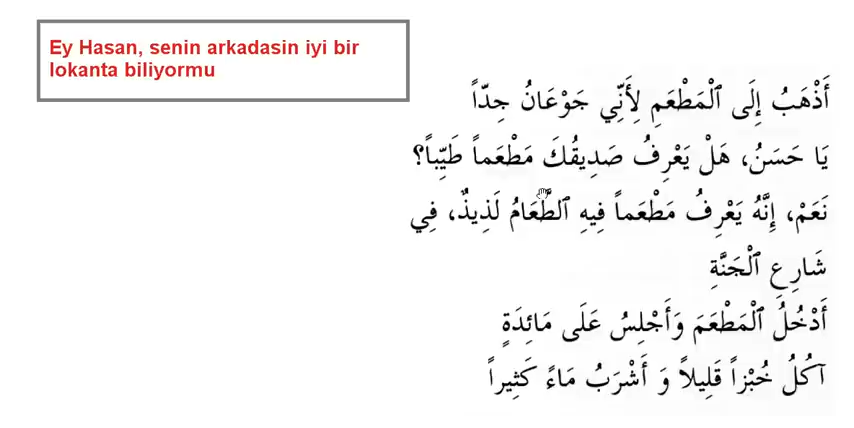 Ey Hasan, senin arkadasin iyi bir
lokanta biliyormu
أَذْهَبُ إِلَى ٱلْمَطْعَمِ لِأَنِّي جَوْعَانُ جِدّاً
يَا حَسَنُ، هَلْ يَعْرِفُ صَدِيقُكَ مَطْعَماً طَيِّباً؟
نَعَمْ، إِنَّهُ يَعْرِفُ مَطْعَماً فِيهِ ٱلطَّعَامُ لَذِيذٌ، فِي
شَارِعِ ٱلْجَنَّةِ
أَدْخُلُ ٱلْمَطْعَمَ وَأَجْلِسُ عَلَى مَائِدَةٍ
آكُلُ خُبْزاً قَلِيلاً وَ أَشْرَبُ مَاءً كَثِيراً